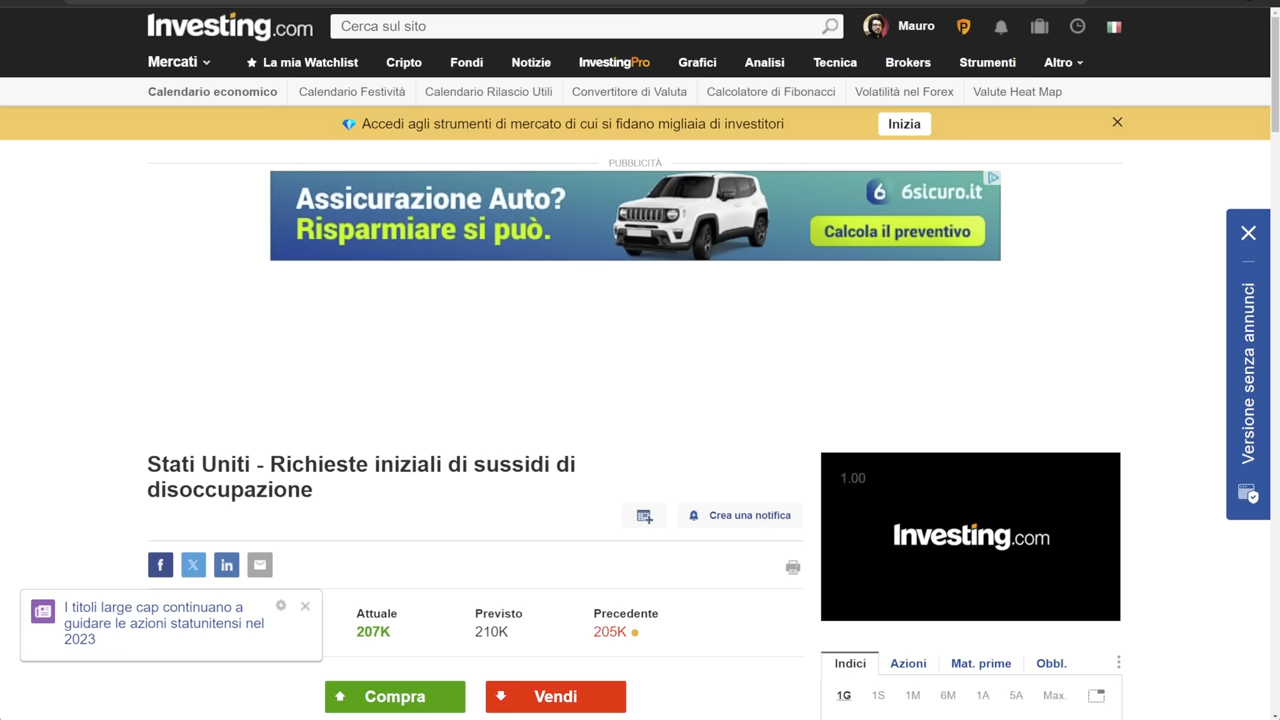 Investing.com
Cerca sul sito
Mauro
Mercati
La mia Watchlist
Cripto
Fondi
Notizie
InvestingPro
Grafici
Analisi
Tecnica
Brokers
Strumenti
Altro
Calendario economico
Calendario Festività
Calendario Rilascio Utili
Convertitore di Valuta
Calcolatore di Fibonacci
Volatilità nel Forex
Valute Heat Map
Accedi agli strumenti di mercato di cui si fidano migliaia di investitori
Inizia
PUBBLICITÀ
Assicurazione Auto?
Risparmiare si può.
6 6sicuro.it
Calcola il preventivo
Versione senza annunci
Stati Uniti - Richieste iniziali di sussidi di
disoccupazione
Crea una notifica
1.00
Investing.com
I titoli large cap continuano a
guidare le azioni statunitensi nel
2023
Attuale
207K
Previsto
210K
Precedente
205K
Compra
Vendi
Indici
Azioni
Mat. prime
Obbl.
1G
1S
1M
6M
1A
5A
Max.